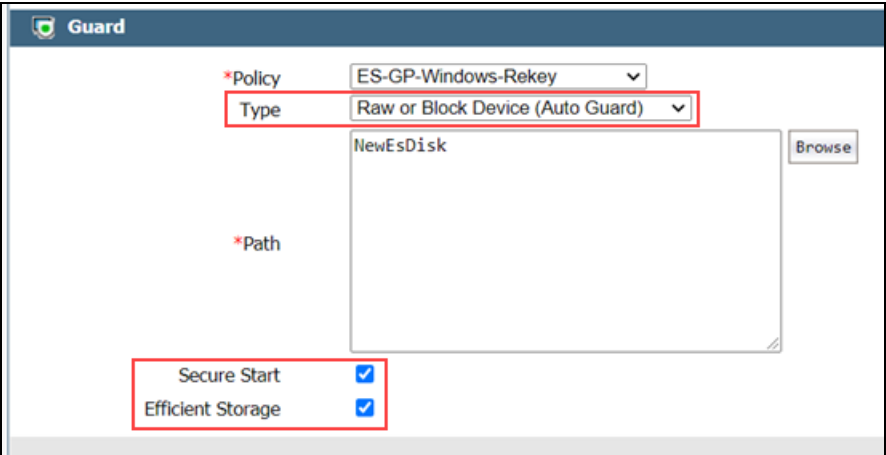 Guard
*Policy ES-GP-Windows-Rekey
Type Raw or Block Device (Auto Guard)
NewEsDisk Browse
*Path
Secure Start
Efficient Storage